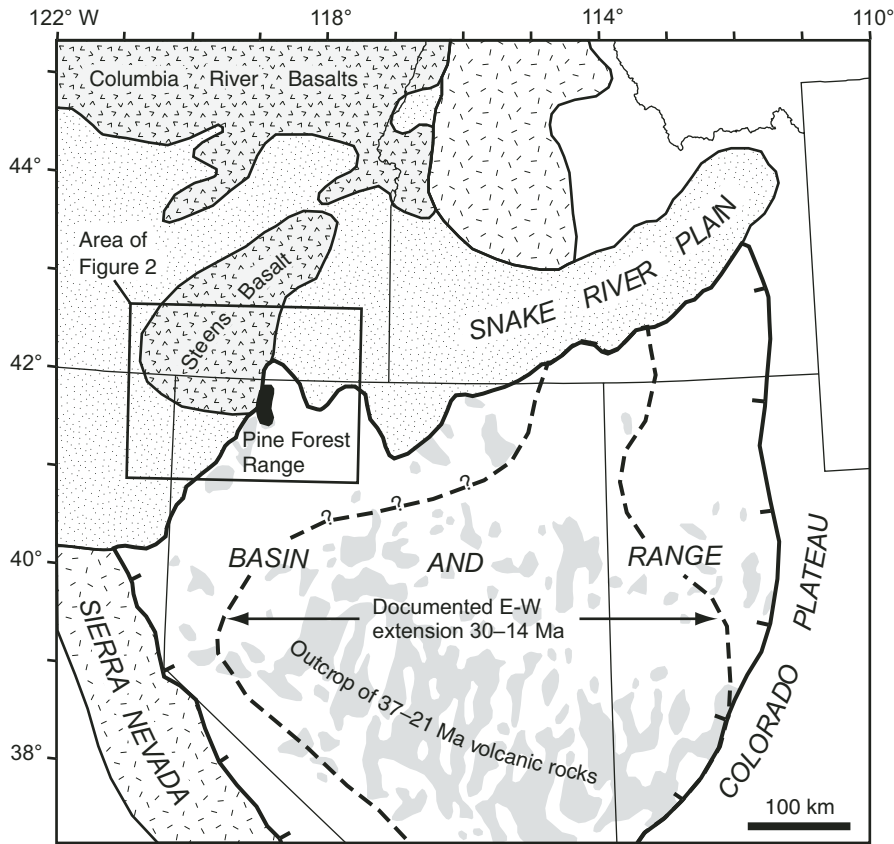 122° W
118°
114°
110°
Columbia River Basalts
44°
Area of
Figure 2
Steens Basalt
SNAKE RIVER PLAIN
42°
Pine Forest
Range
?
?
?
40°
BASIN AND RANGE
Documented E-W
extension 30–14 Ma
SIERRA NEVADA
Outcrop of 37–21 Ma volcanic rocks
COLORADO PLATEAU
38°
100 km